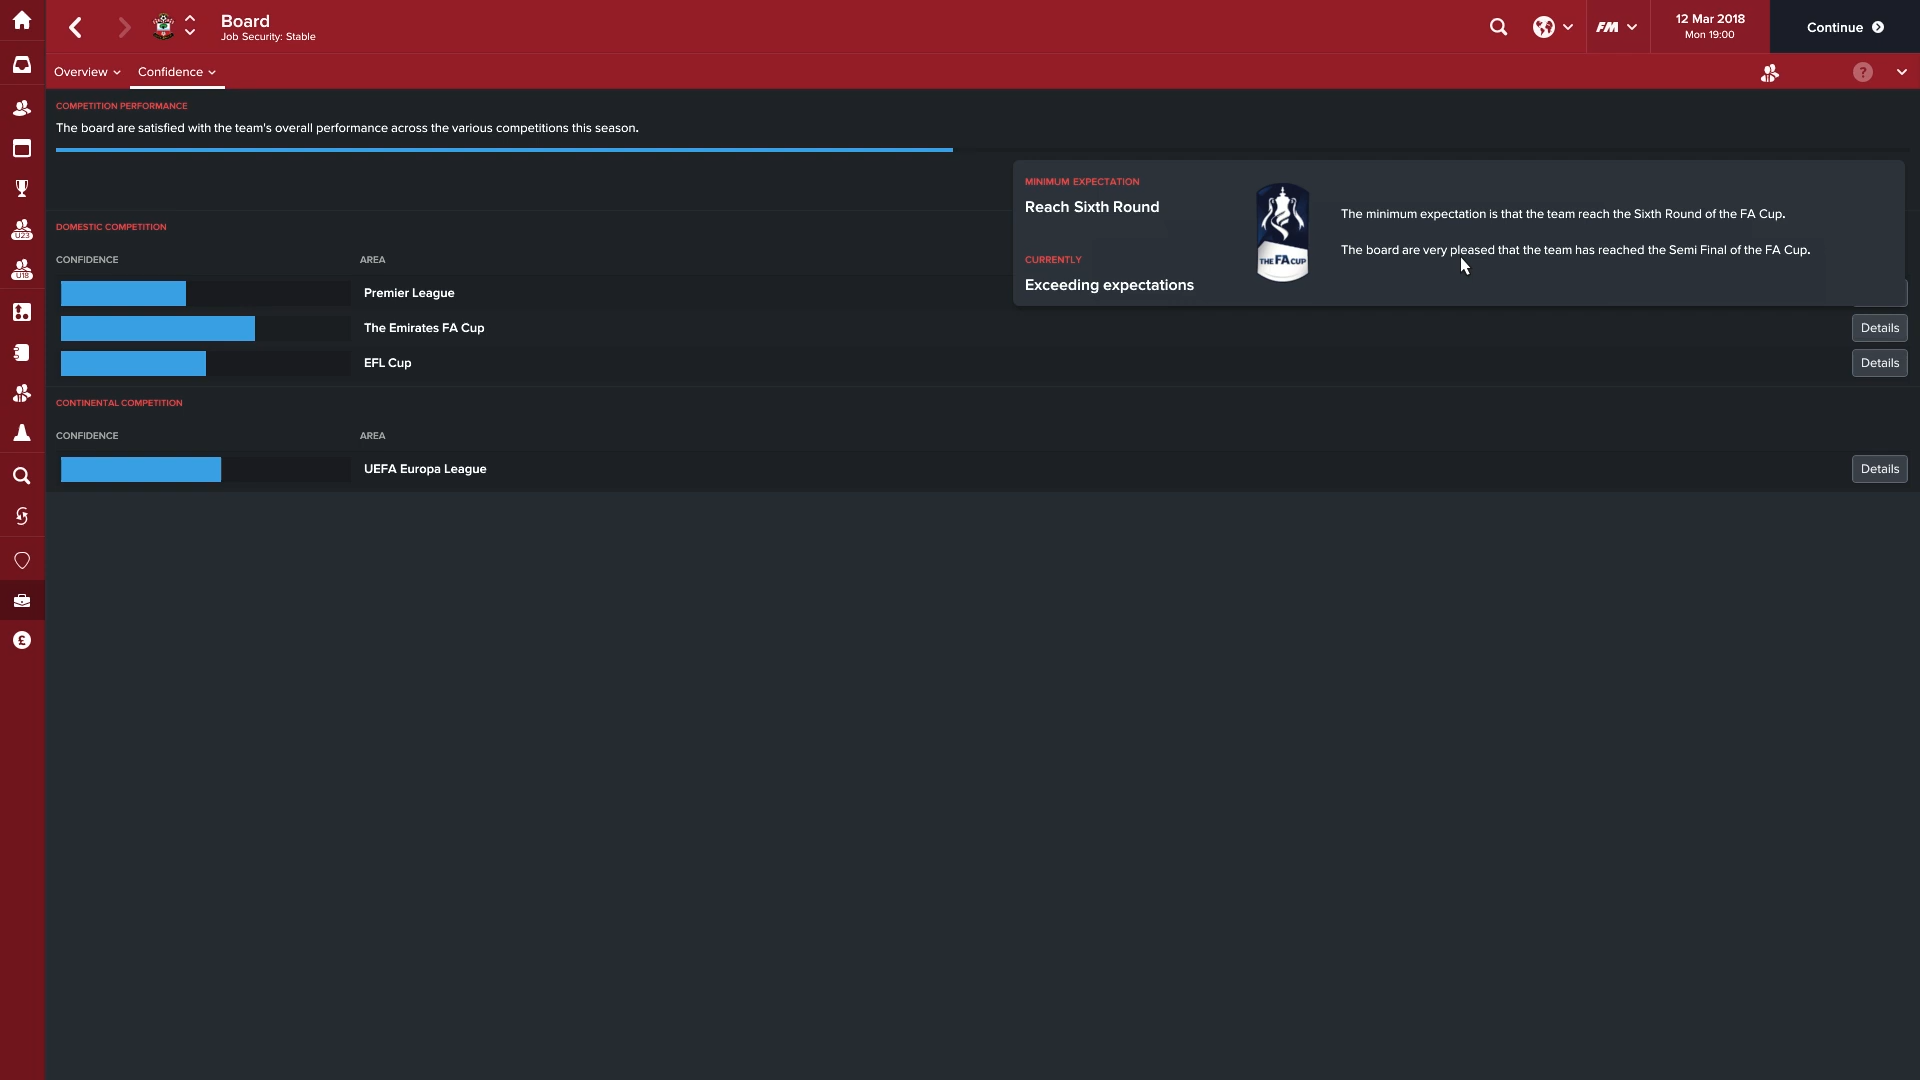 Board
Job Security: Stable
FM
12 Mar 2018
Mon 19:00
Continue
Overview
Confidence
?
COMPETITION PERFORMANCE
The board are satisfied with the team's overall performance across the various competitions this season.
MINIMUM EXPECTATION
Reach Sixth Round
CURRENTLY
Exceeding expectations
THE FA CUP
The minimum expectation is that the team reach the Sixth Round of the FA Cup.
The board are very pleased that the team has reached the Semi Final of the FA Cup.
DOMESTIC COMPETITION
CONFIDENCE
AREA
Premier League
The Emirates FA Cup
Details
EFL Cup
Details
CONTINENTAL COMPETITION
CONFIDENCE
AREA
UEFA Europa League
Details
U23
U18
£